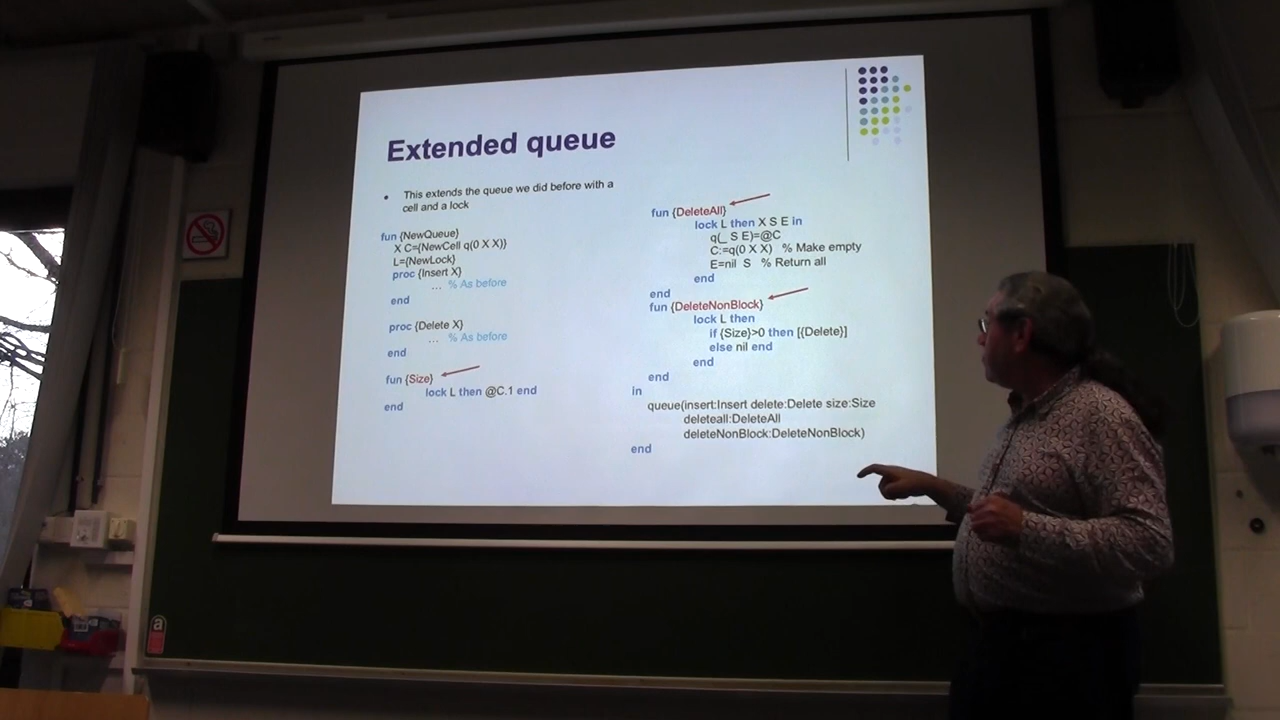 Extended queue
• This extends the queue we did before with a
cell and a lock
fun {NewQueue}
X C={NewCell q(0 X X)}
L={NewLock}
proc {Insert X}
… % As before
end
proc {Delete X}
… % As before
end
fun {Size}
lock L then @C.1 end
end
fun {DeleteAll}
lock L then X S E in
q(_ S E)=@C
C:=q(0 X X) % Make empty
E=nil S % Return all
end
end
fun {DeleteNonBlock}
lock L then
if {Size}>0 then [{Delete}]
else nil end
end
end
in
queue(insert:Insert delete:Delete size:Size
deleteall:DeleteAll
deleteNonBlock:DeleteNonBlock)
end
a